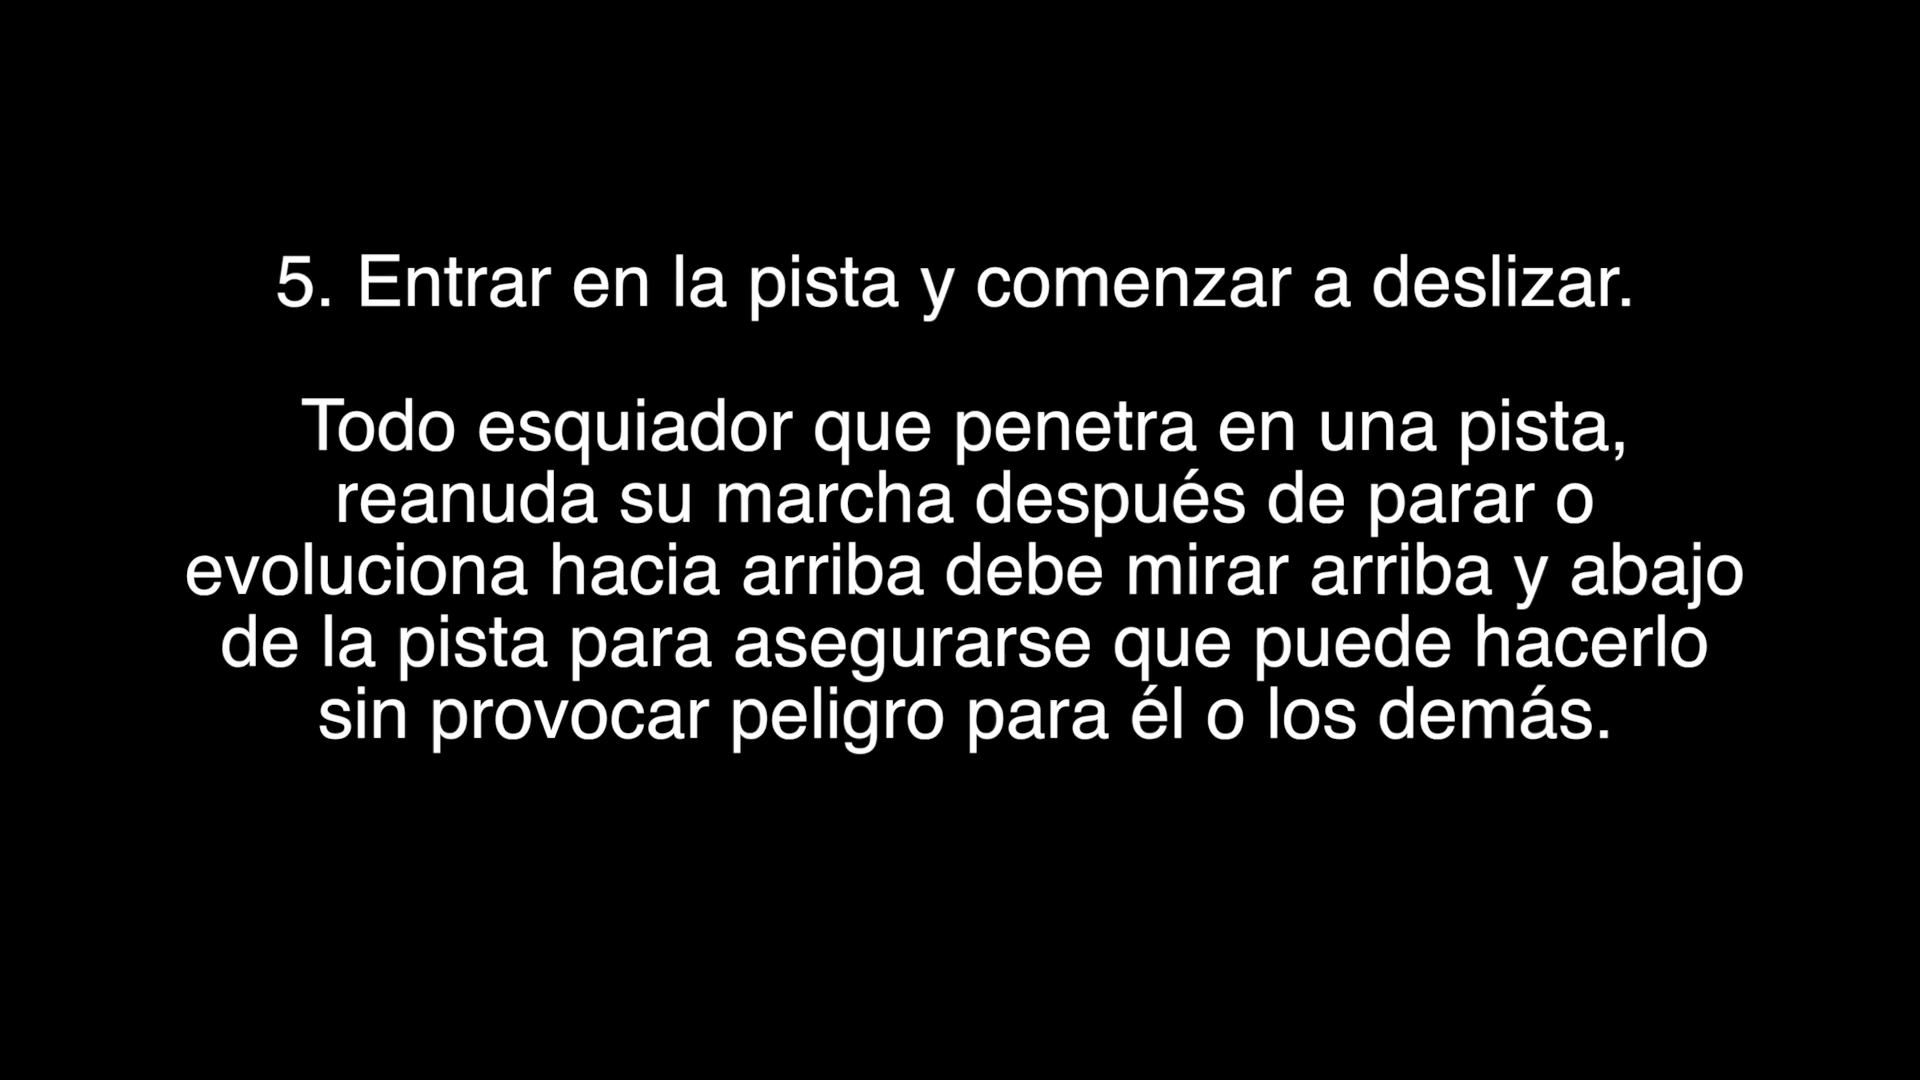 5. Entrar en la pista y comenzar a deslizar.
Todo esquiador que penetra en una pista,
reanuda su marcha después de parar o
evoluciona hacia arriba debe mirar arriba y abajo
de la pista para asegurarse que puede hacerlo
sin provocar peligro para él o los demás.